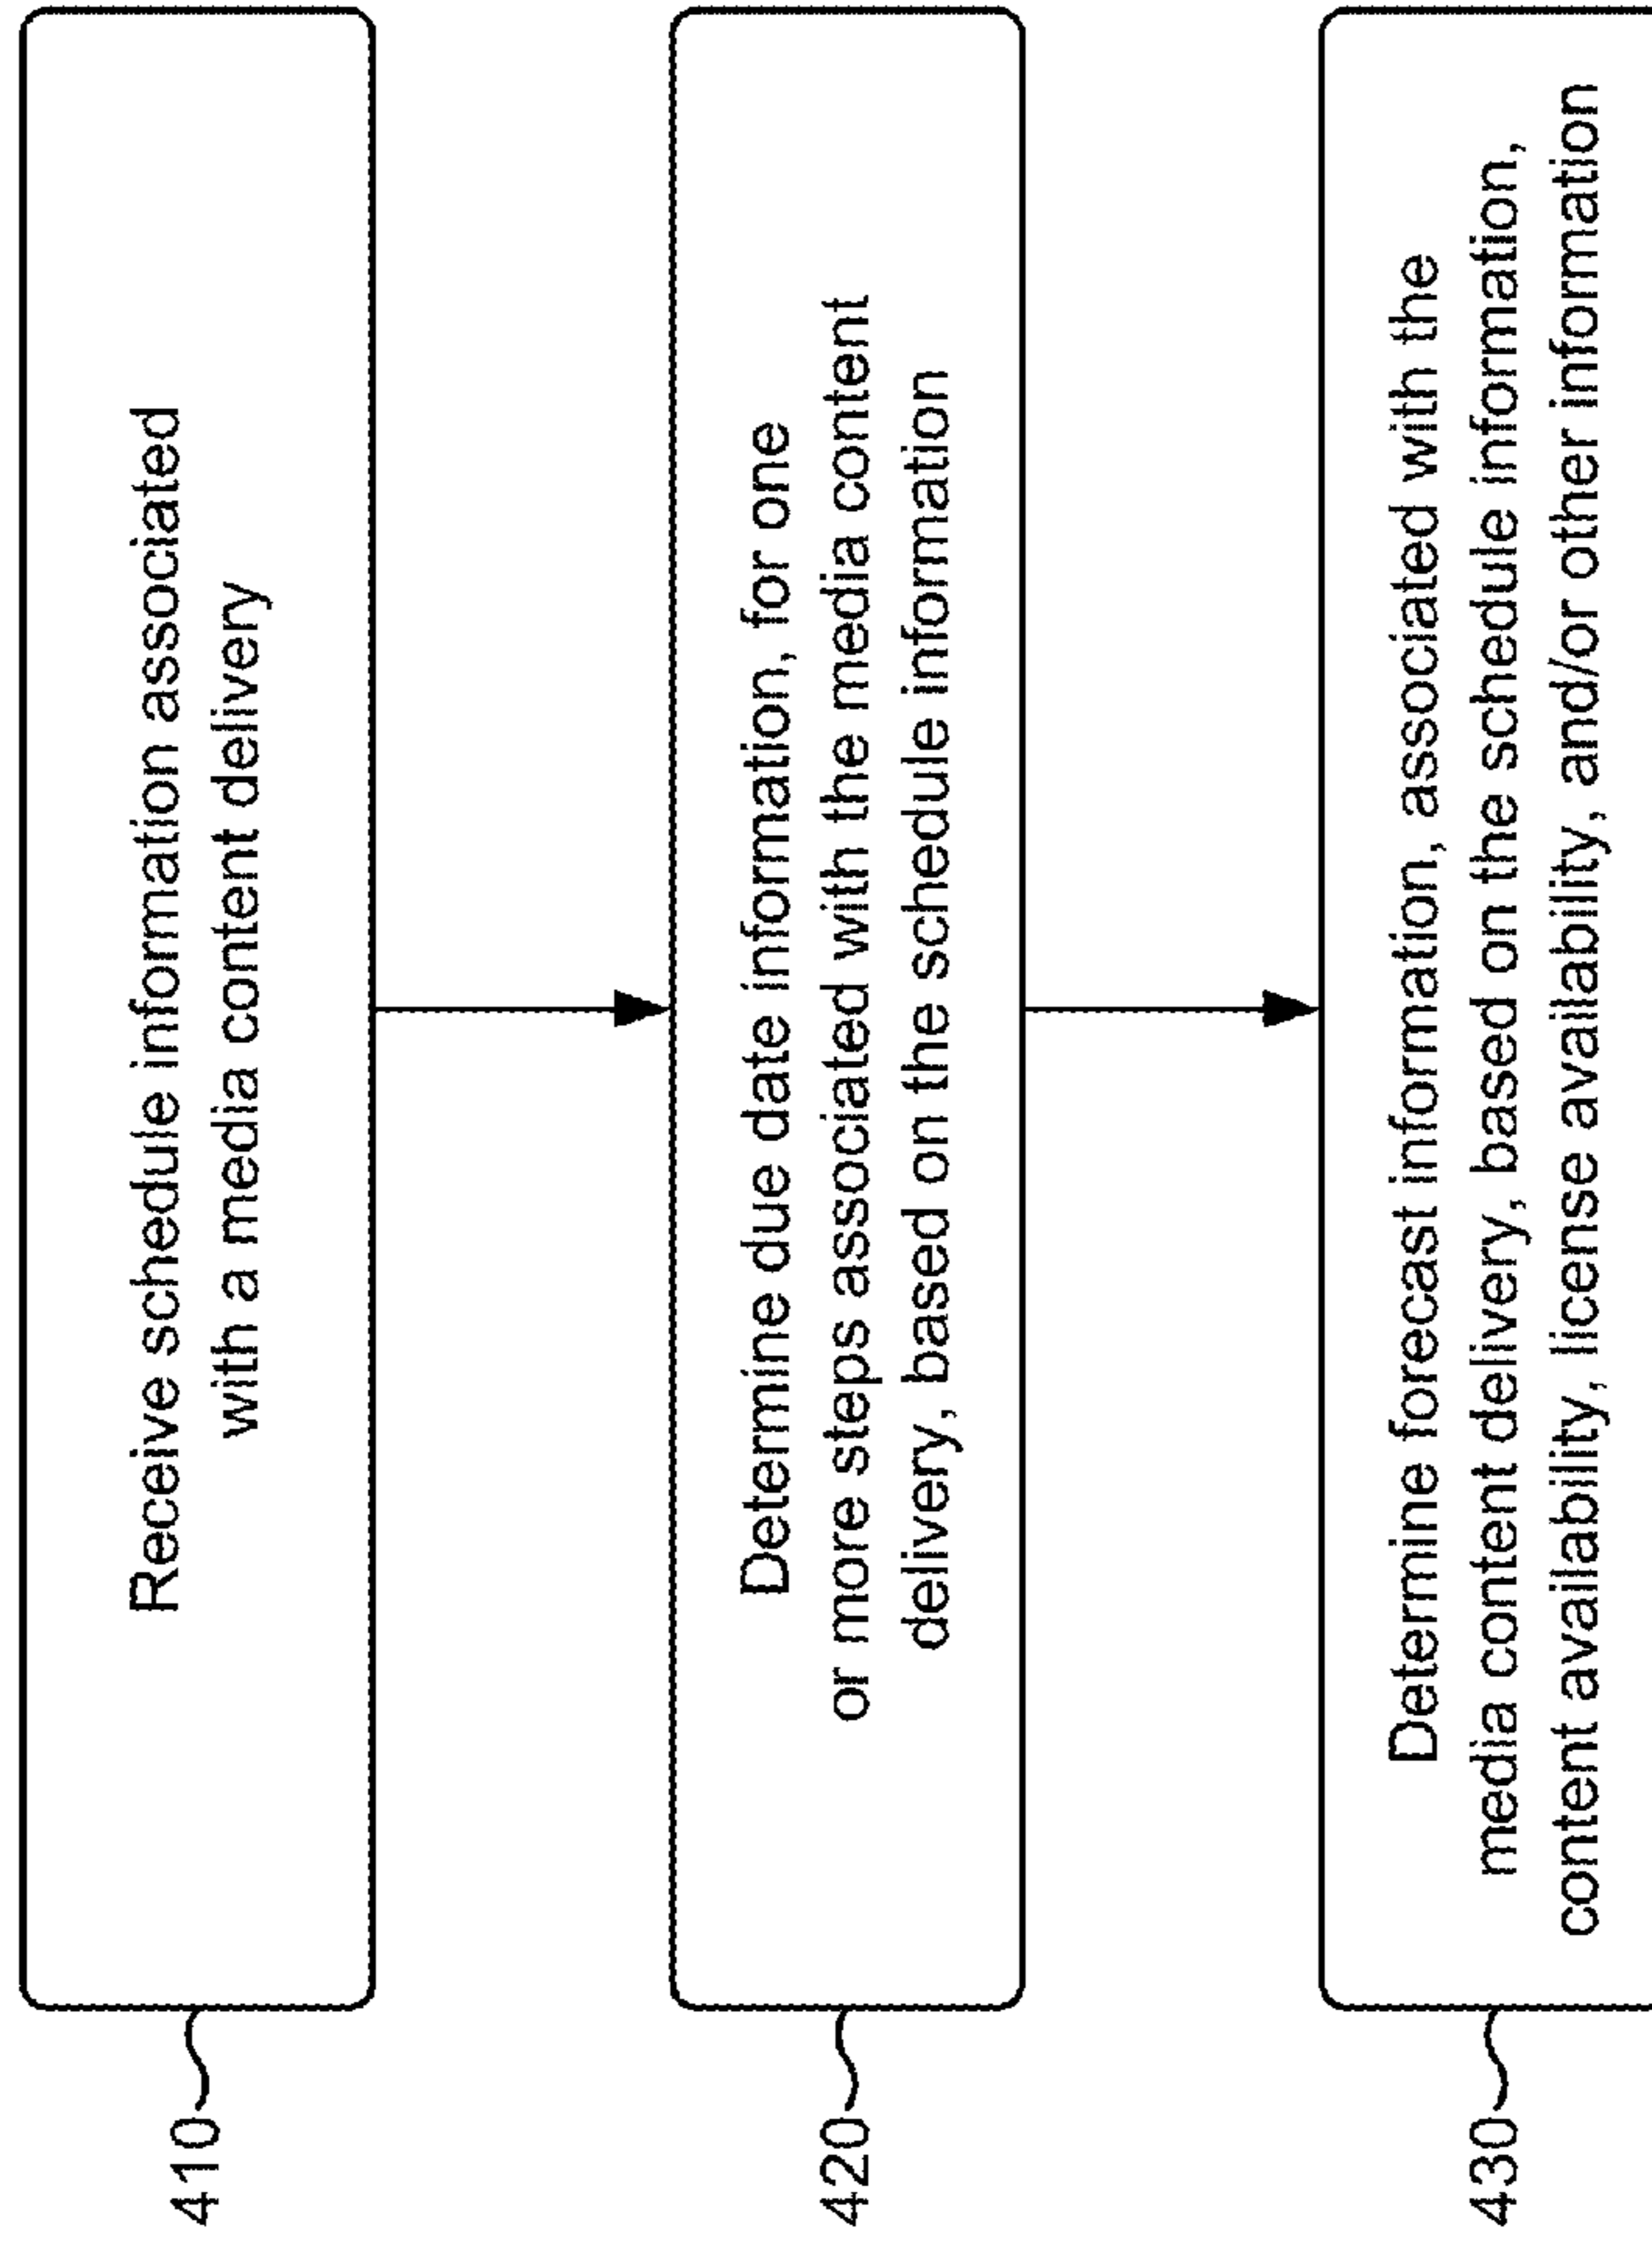 410
Receive schedule information associated
with a media content delivery
420
Determine due date information, for one
or more steps associated with the media content
delivery, based on the schedule information
430
Determine forecast information, associated with the
media content delivery, based on the schedule information,
content availability, license availability, and/or other information